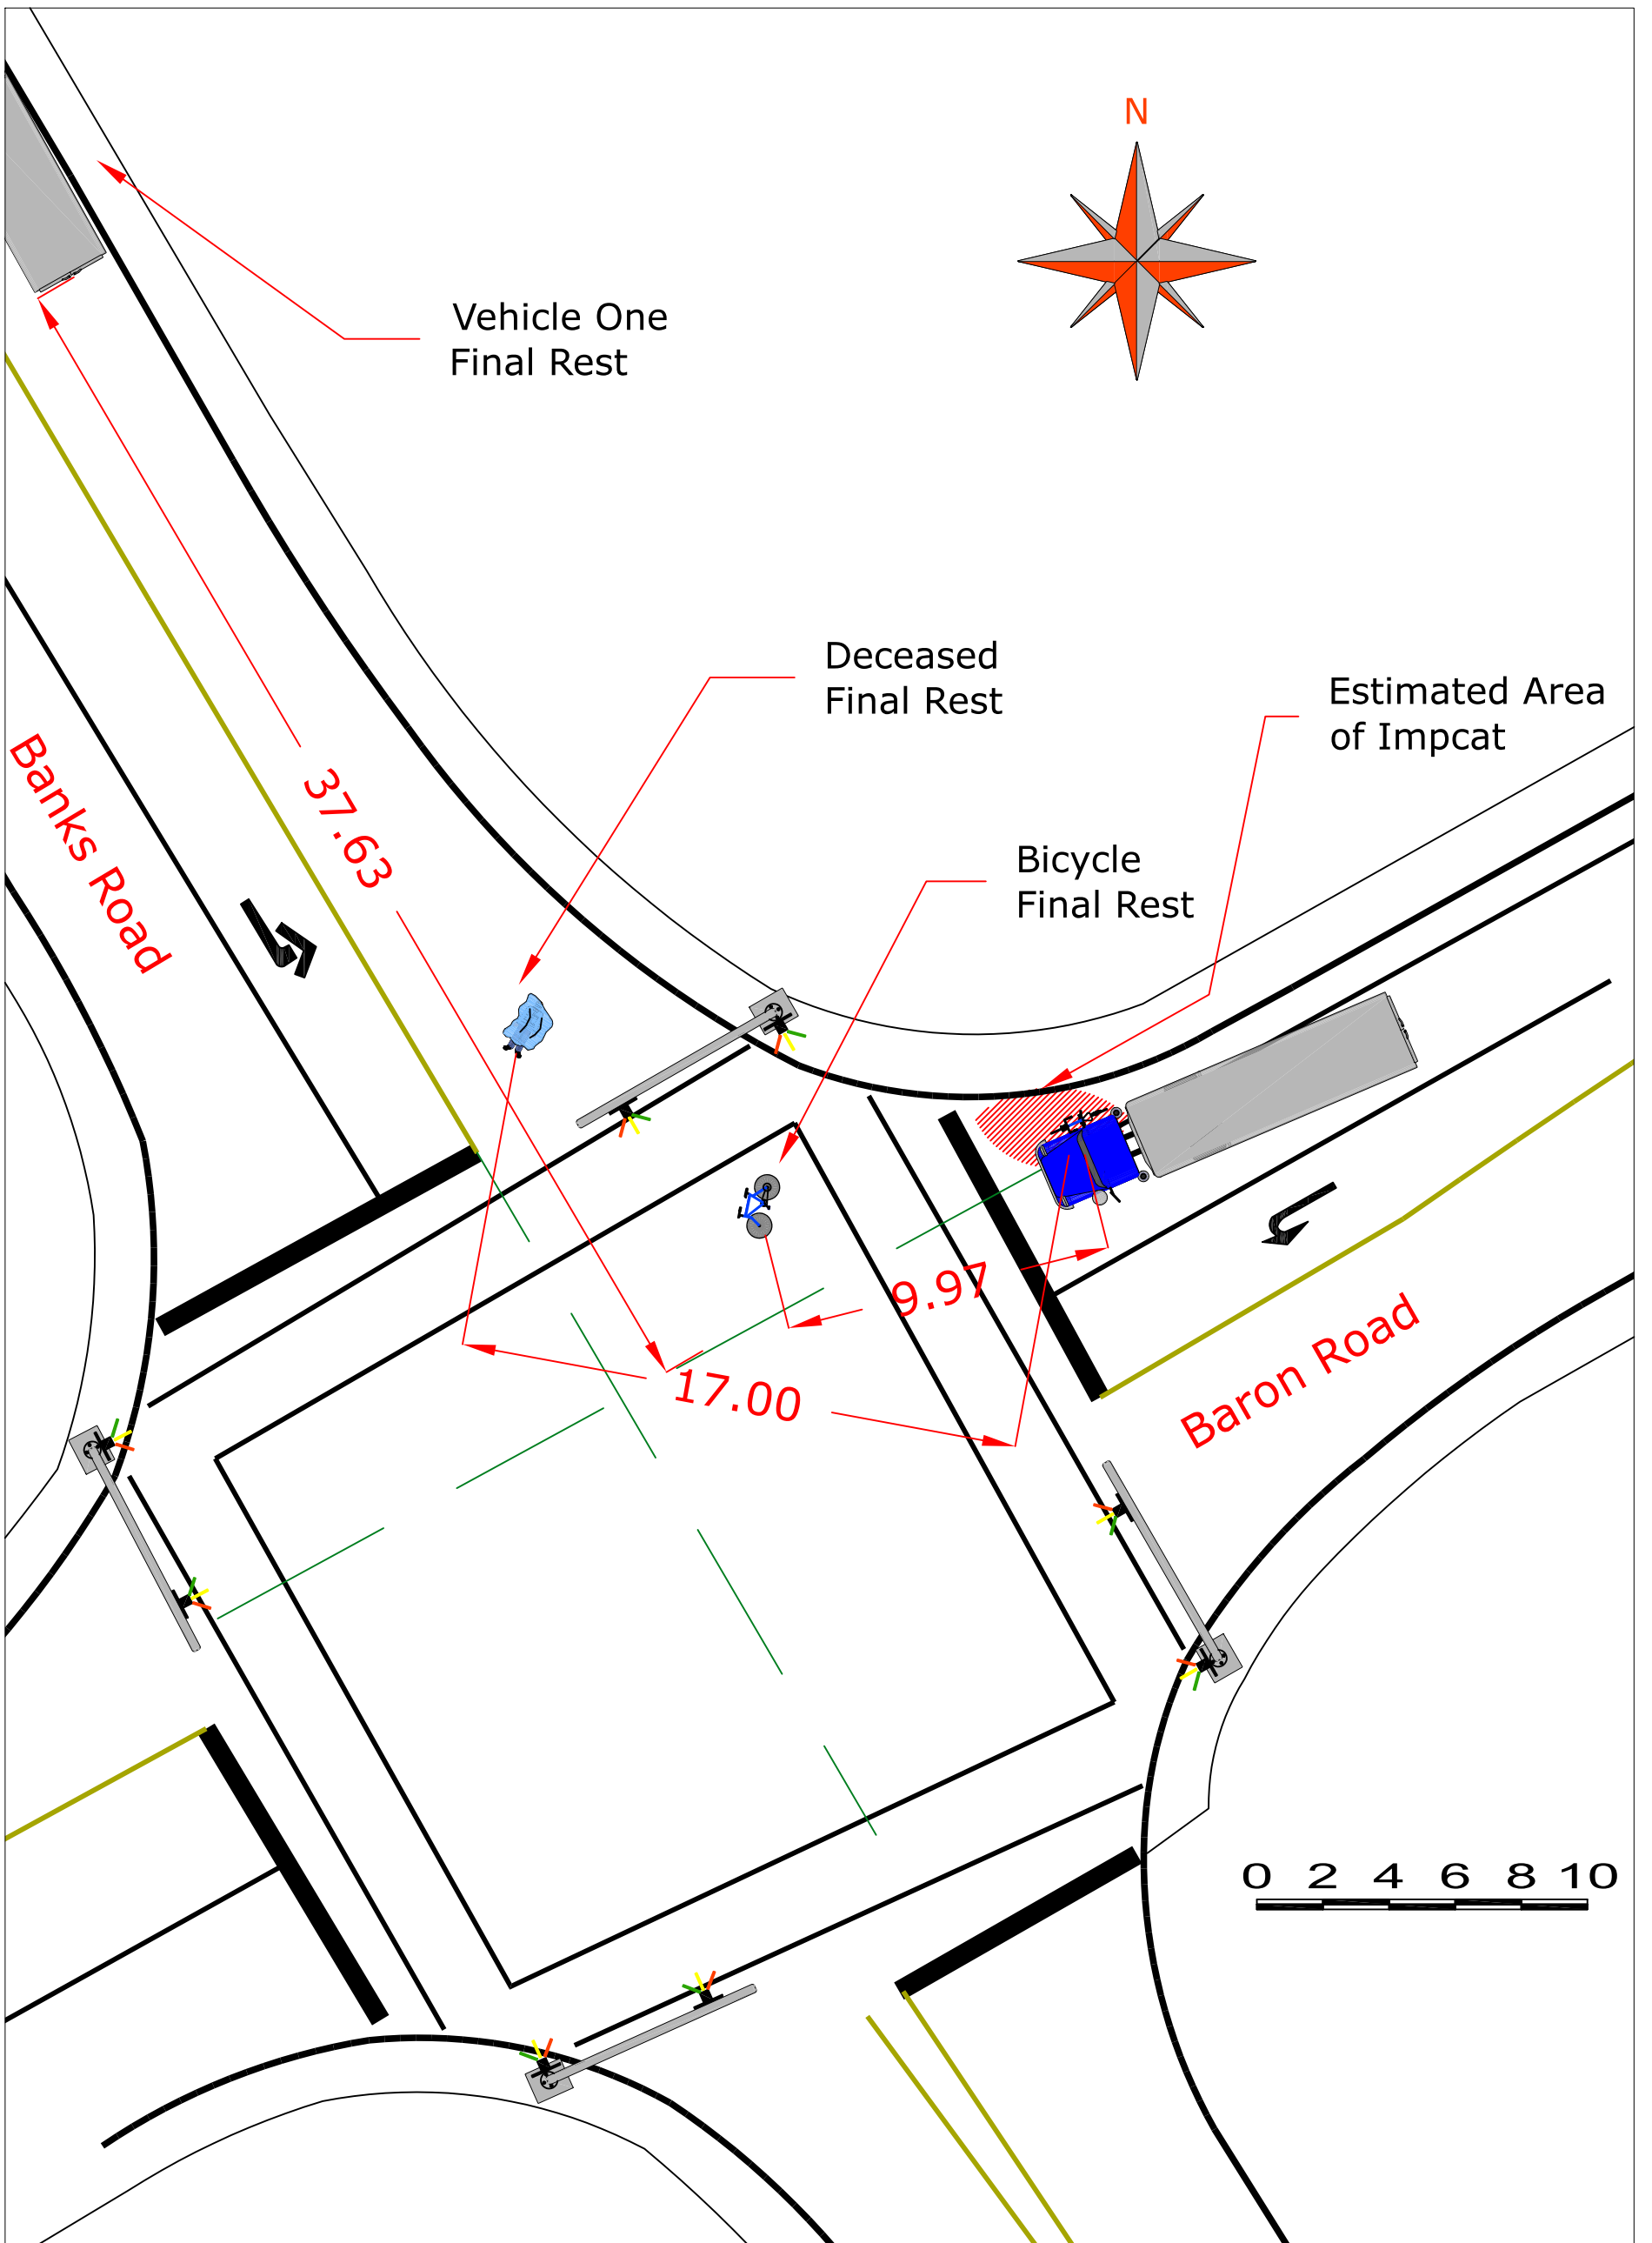 N
Vehicle One
Final Rest
Deceased
Final Rest
Estimated Area
of Impcat
Banks Road
37.63
Bicycle
Final Rest
9.97
17.00
Baron Road
0 2 4 6 8 10